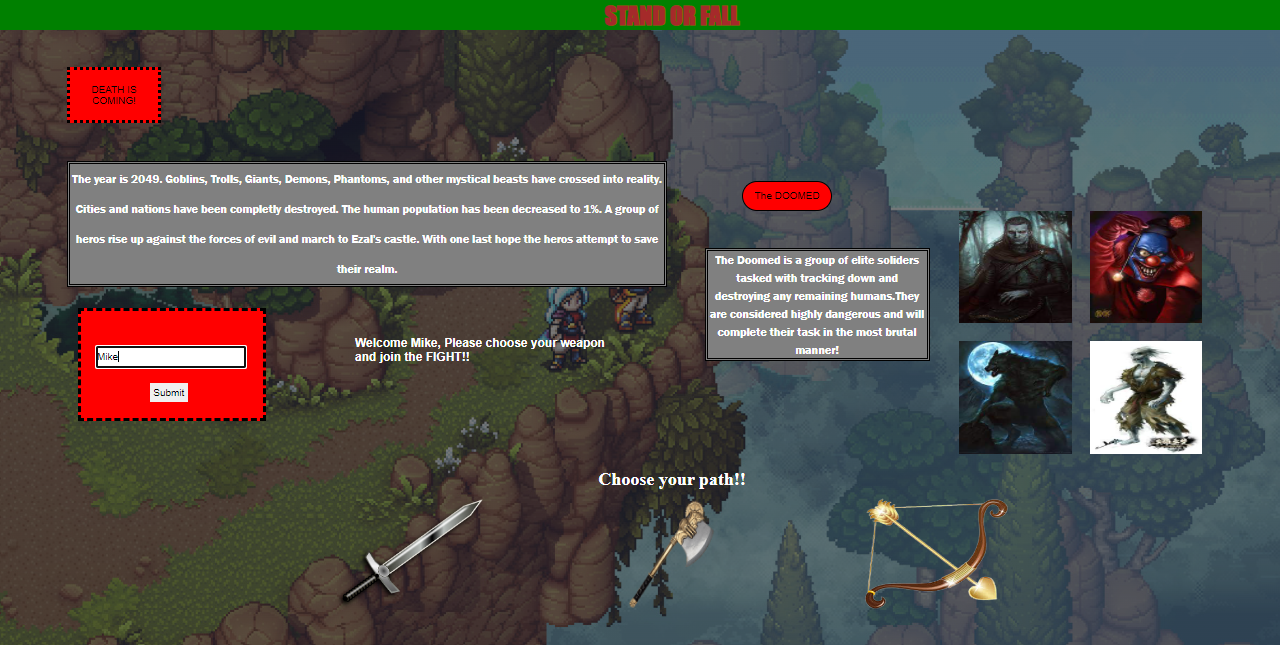 STAND OR FALL
DEATH IS
COMING!
The year is 2049. Goblins, Trolls, Giants, Demons, Phantoms, and other mystical beasts have crossed into reality.
Cities and nations have been completly destroyed. The human population has been decreased to 1%. A group of
heros rise up against the forces of evil and march to Ezal's castle. With one last hope the heros attempt to save
their realm.
The DOOMED
The Doomed is a group of elite soliders
tasked with tracking down and
destroying any remaining humans.They
are considered highly dangerous and will
complete their task in the most brutal
manner!
Mike
Submit
Welcome Mike, Please choose your weapon
and join the FIGHT!!
Choose your path!!